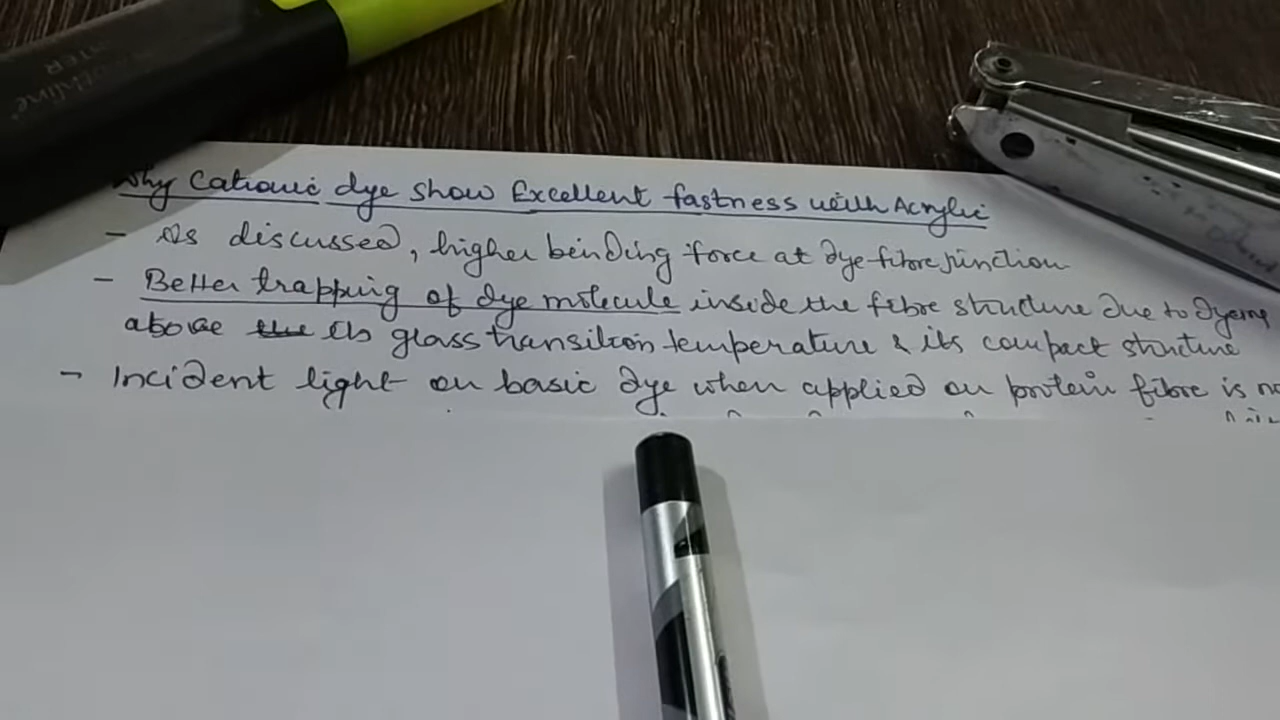 Why Cationic dye show Excellent fastness with Acrylic
- As discussed, higher beinding force at dye fibre junction
- Better trapping of dye molecule inside the fibre structure due to dyeing
above its glass transition temperature & its compact structure
- Incident light on basic dye when applied on protein fibre is no